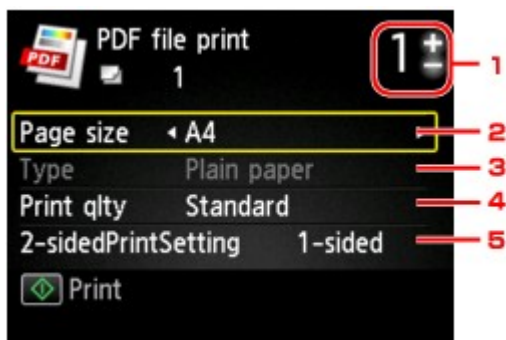 PDF file print
PDF
1
1 + −
1
Page size A4
2
Type Plain paper
3
Print qlty Standard
4
2-sidedPrintSetting 1-sided
5
Print